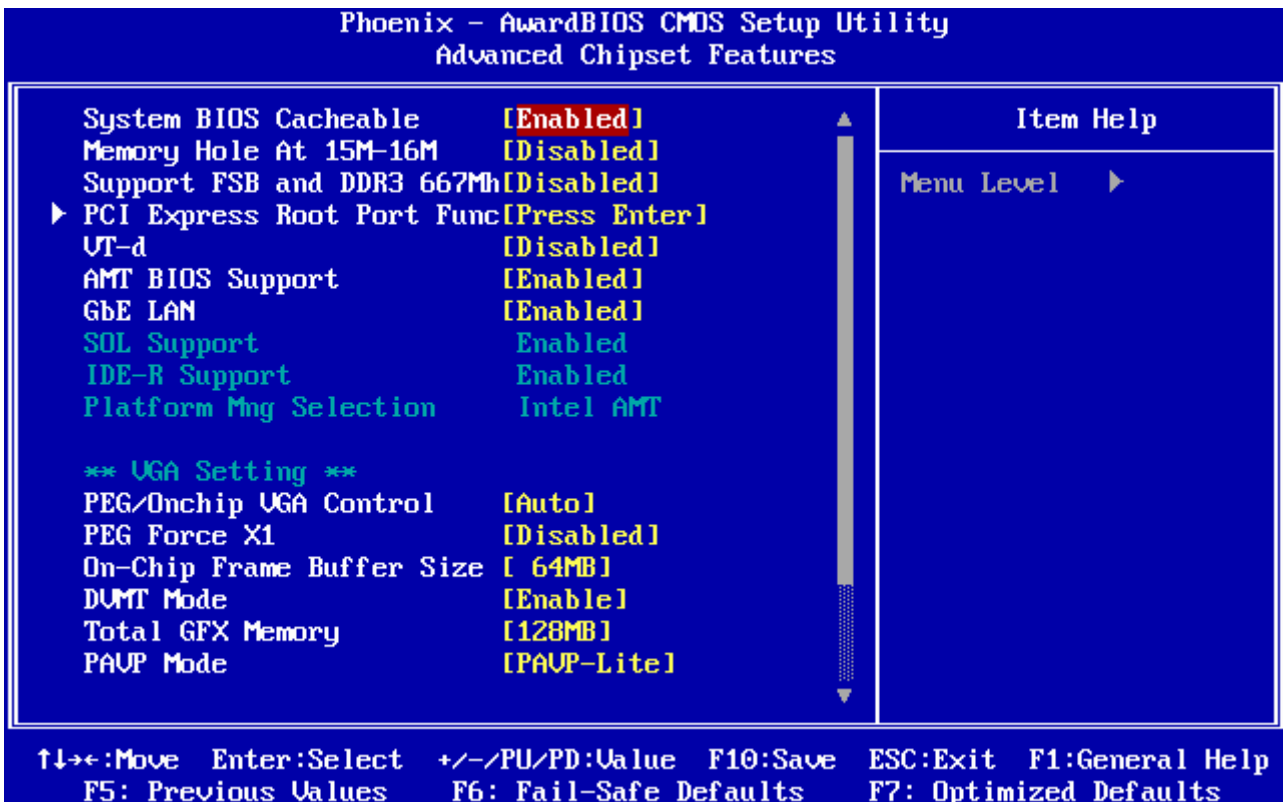 Phoenix - AwardBIOS CMOS Setup Utility
Advanced Chipset Features
System BIOS Cacheable [Enabled]
Memory Hole At 15M-16M [Disabled]
Support FSB and DDR3 667Mh[Disabled]
PCI Express Root Port Func[Press Enter]
VT-d [Disabled]
AMT BIOS Support [Enabled]
GbE LAN [Enabled]
SOL Support Enabled
IDE-R Support Enabled
Platform Mng Selection Intel AMT
** VGA Setting **
PEG/Onchip VGA Control [Auto]
PEG Force X1 [Disabled]
On-Chip Frame Buffer Size [ 64MB]
DVMT Mode [Enable]
Total GFX Memory [128MB]
PAVP Mode [PAVP-Lite]
Item Help
Menu Level
↑↓→←:Move Enter:Select +/-/PU/PD:Value F10:Save ESC:Exit F1:General Help
F5: Previous Values F6: Fail-Safe Defaults F7: Optimized Defaults